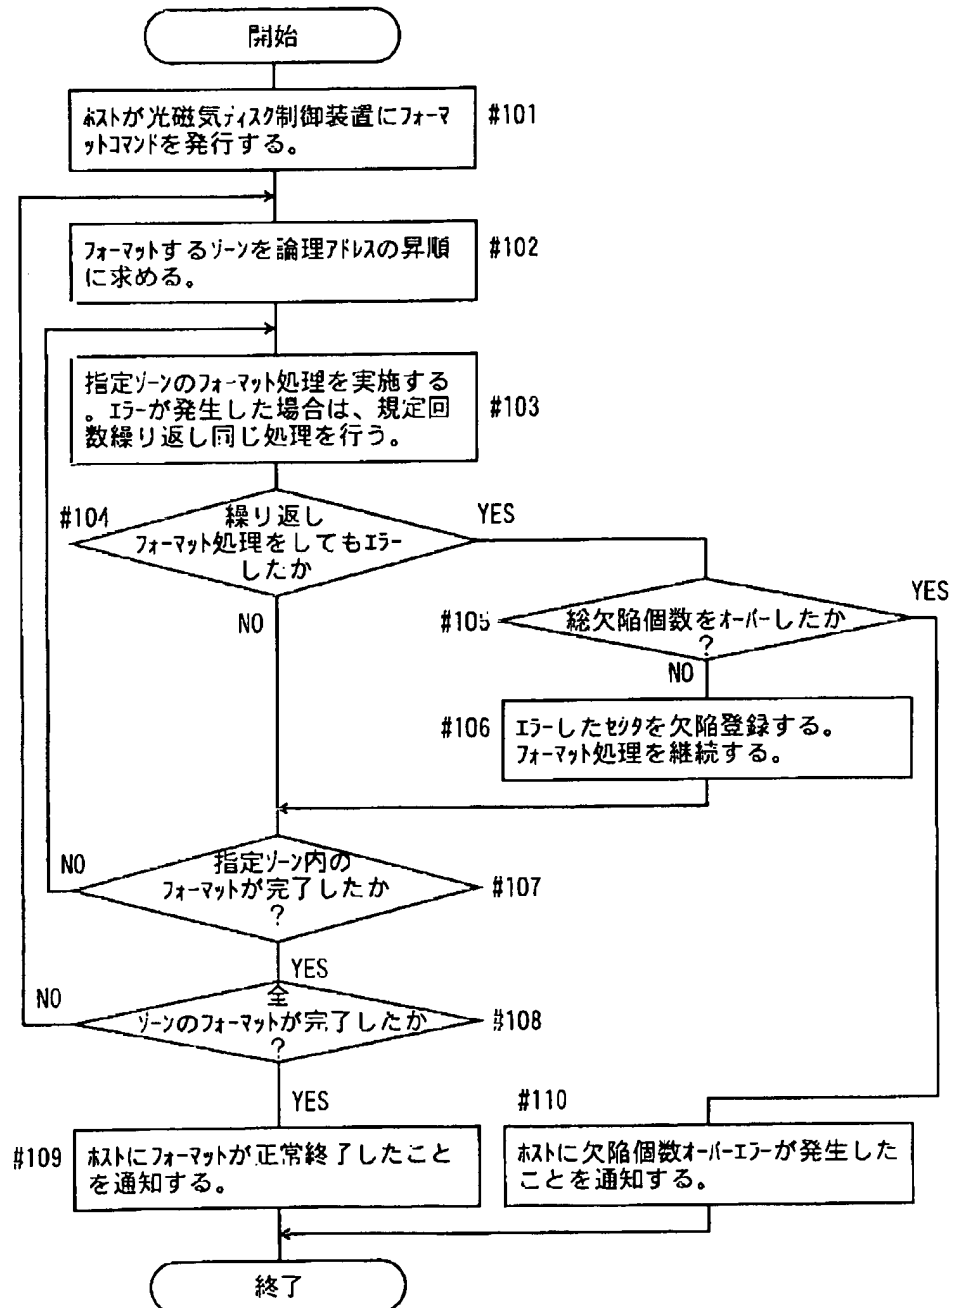 開始
ﾎｽﾄが光磁気ﾃﾞｨｽｸ制御装置にﾌｫｰﾏ
ｯﾄｺﾏﾝﾄﾞを発行する。
#101
ﾌｫｰﾏｯﾄするｿﾞｰﾝを論理ｱﾄﾞﾚｽの昇順
に求める。
#102
指定ｿﾞｰﾝのﾌｫｰﾏｯﾄ処理を実施する
。ｴﾗｰが発生した場合は、規定回
数繰り返し同じ処理を行う。
#103
#104
繰り返し
ﾌｫｰﾏｯﾄ処理をしてもｴﾗｰ
したか
YES
NO
#105
総欠陥個数をｵｰﾊﾞｰしたか
?
YES
NO
#106
ｴﾗｰしたｾｸﾀを欠陥登録する。
ﾌｫｰﾏｯﾄ処理を継続する。
NO
指定ｿﾞｰﾝ内の
ﾌｫｰﾏｯﾄが完了したか
?
#107
YES
NO
全
ｿﾞｰﾝのﾌｫｰﾏｯﾄが完了したか
?
#108
YES
#109
ﾎｽﾄにﾌｫｰﾏｯﾄが正常終了したこと
を通知する。
#110
ﾎｽﾄに欠陥個数ｵｰﾊﾞｰｴﾗｰが発生した
ことを通知する。
終了